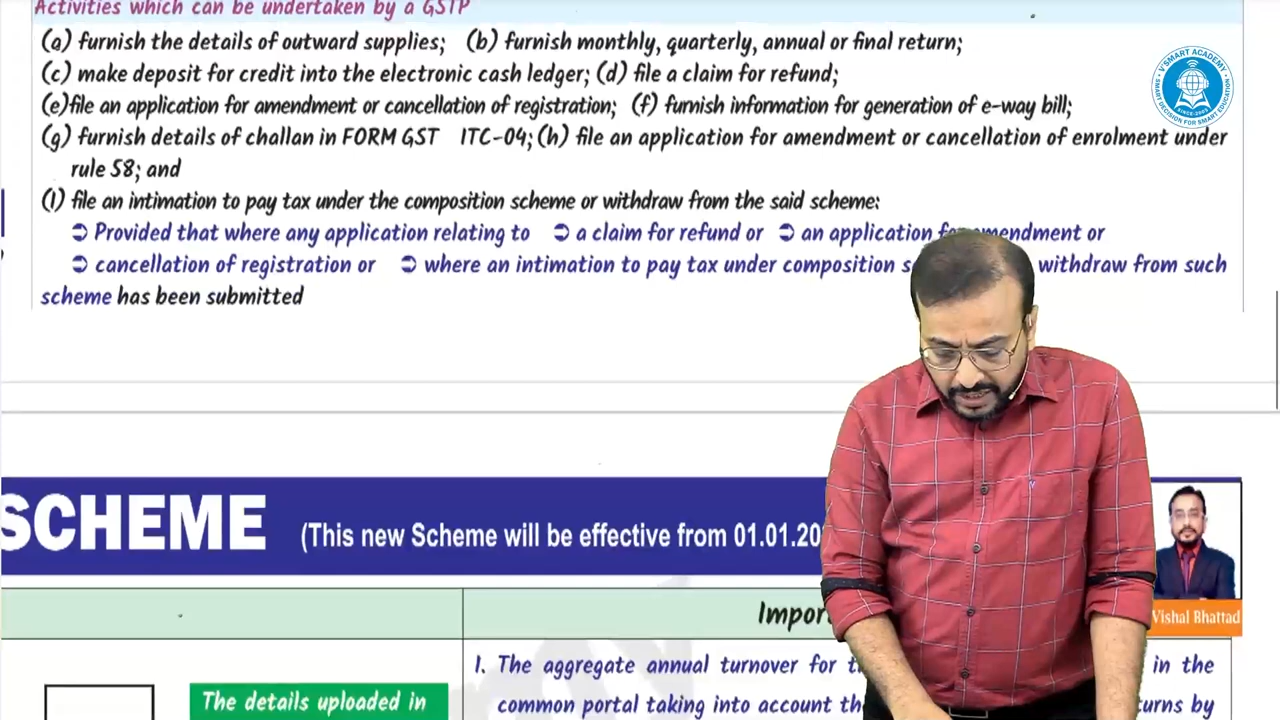 Activities which can be undertaken by a GSTP
(a) furnish the details of outward supplies; (b) furnish monthly, quarterly, annual or final return;
(c) make deposit for credit into the electronic cash ledger; (d) file a claim for refund;
(e)file an application for amendment or cancellation of registration; (f) furnish information for generation of e-way bill;
(g) furnish details of challan in FORM GST ITC-04; (h) file an application for amendment or cancellation of enrolment under
rule 58; and
(I) file an intimation to pay tax under the composition scheme or withdraw from the said scheme:
➲ Provided that where any application relating to ➲ a claim for refund or ➲ an application for amendment or
➲ cancellation of registration or ➲ where an intimation to pay tax under composition withdraw from such
scheme has been submitted
V'SMART ACADEMY
SMART DECISION FOR SMART EDUCATION
SCHEME (This new Scheme will be effective from 01.01.20
Vishal Bhattad
1. The aggregate annual turnover for in the
common portal taking into account
The details uploaded in